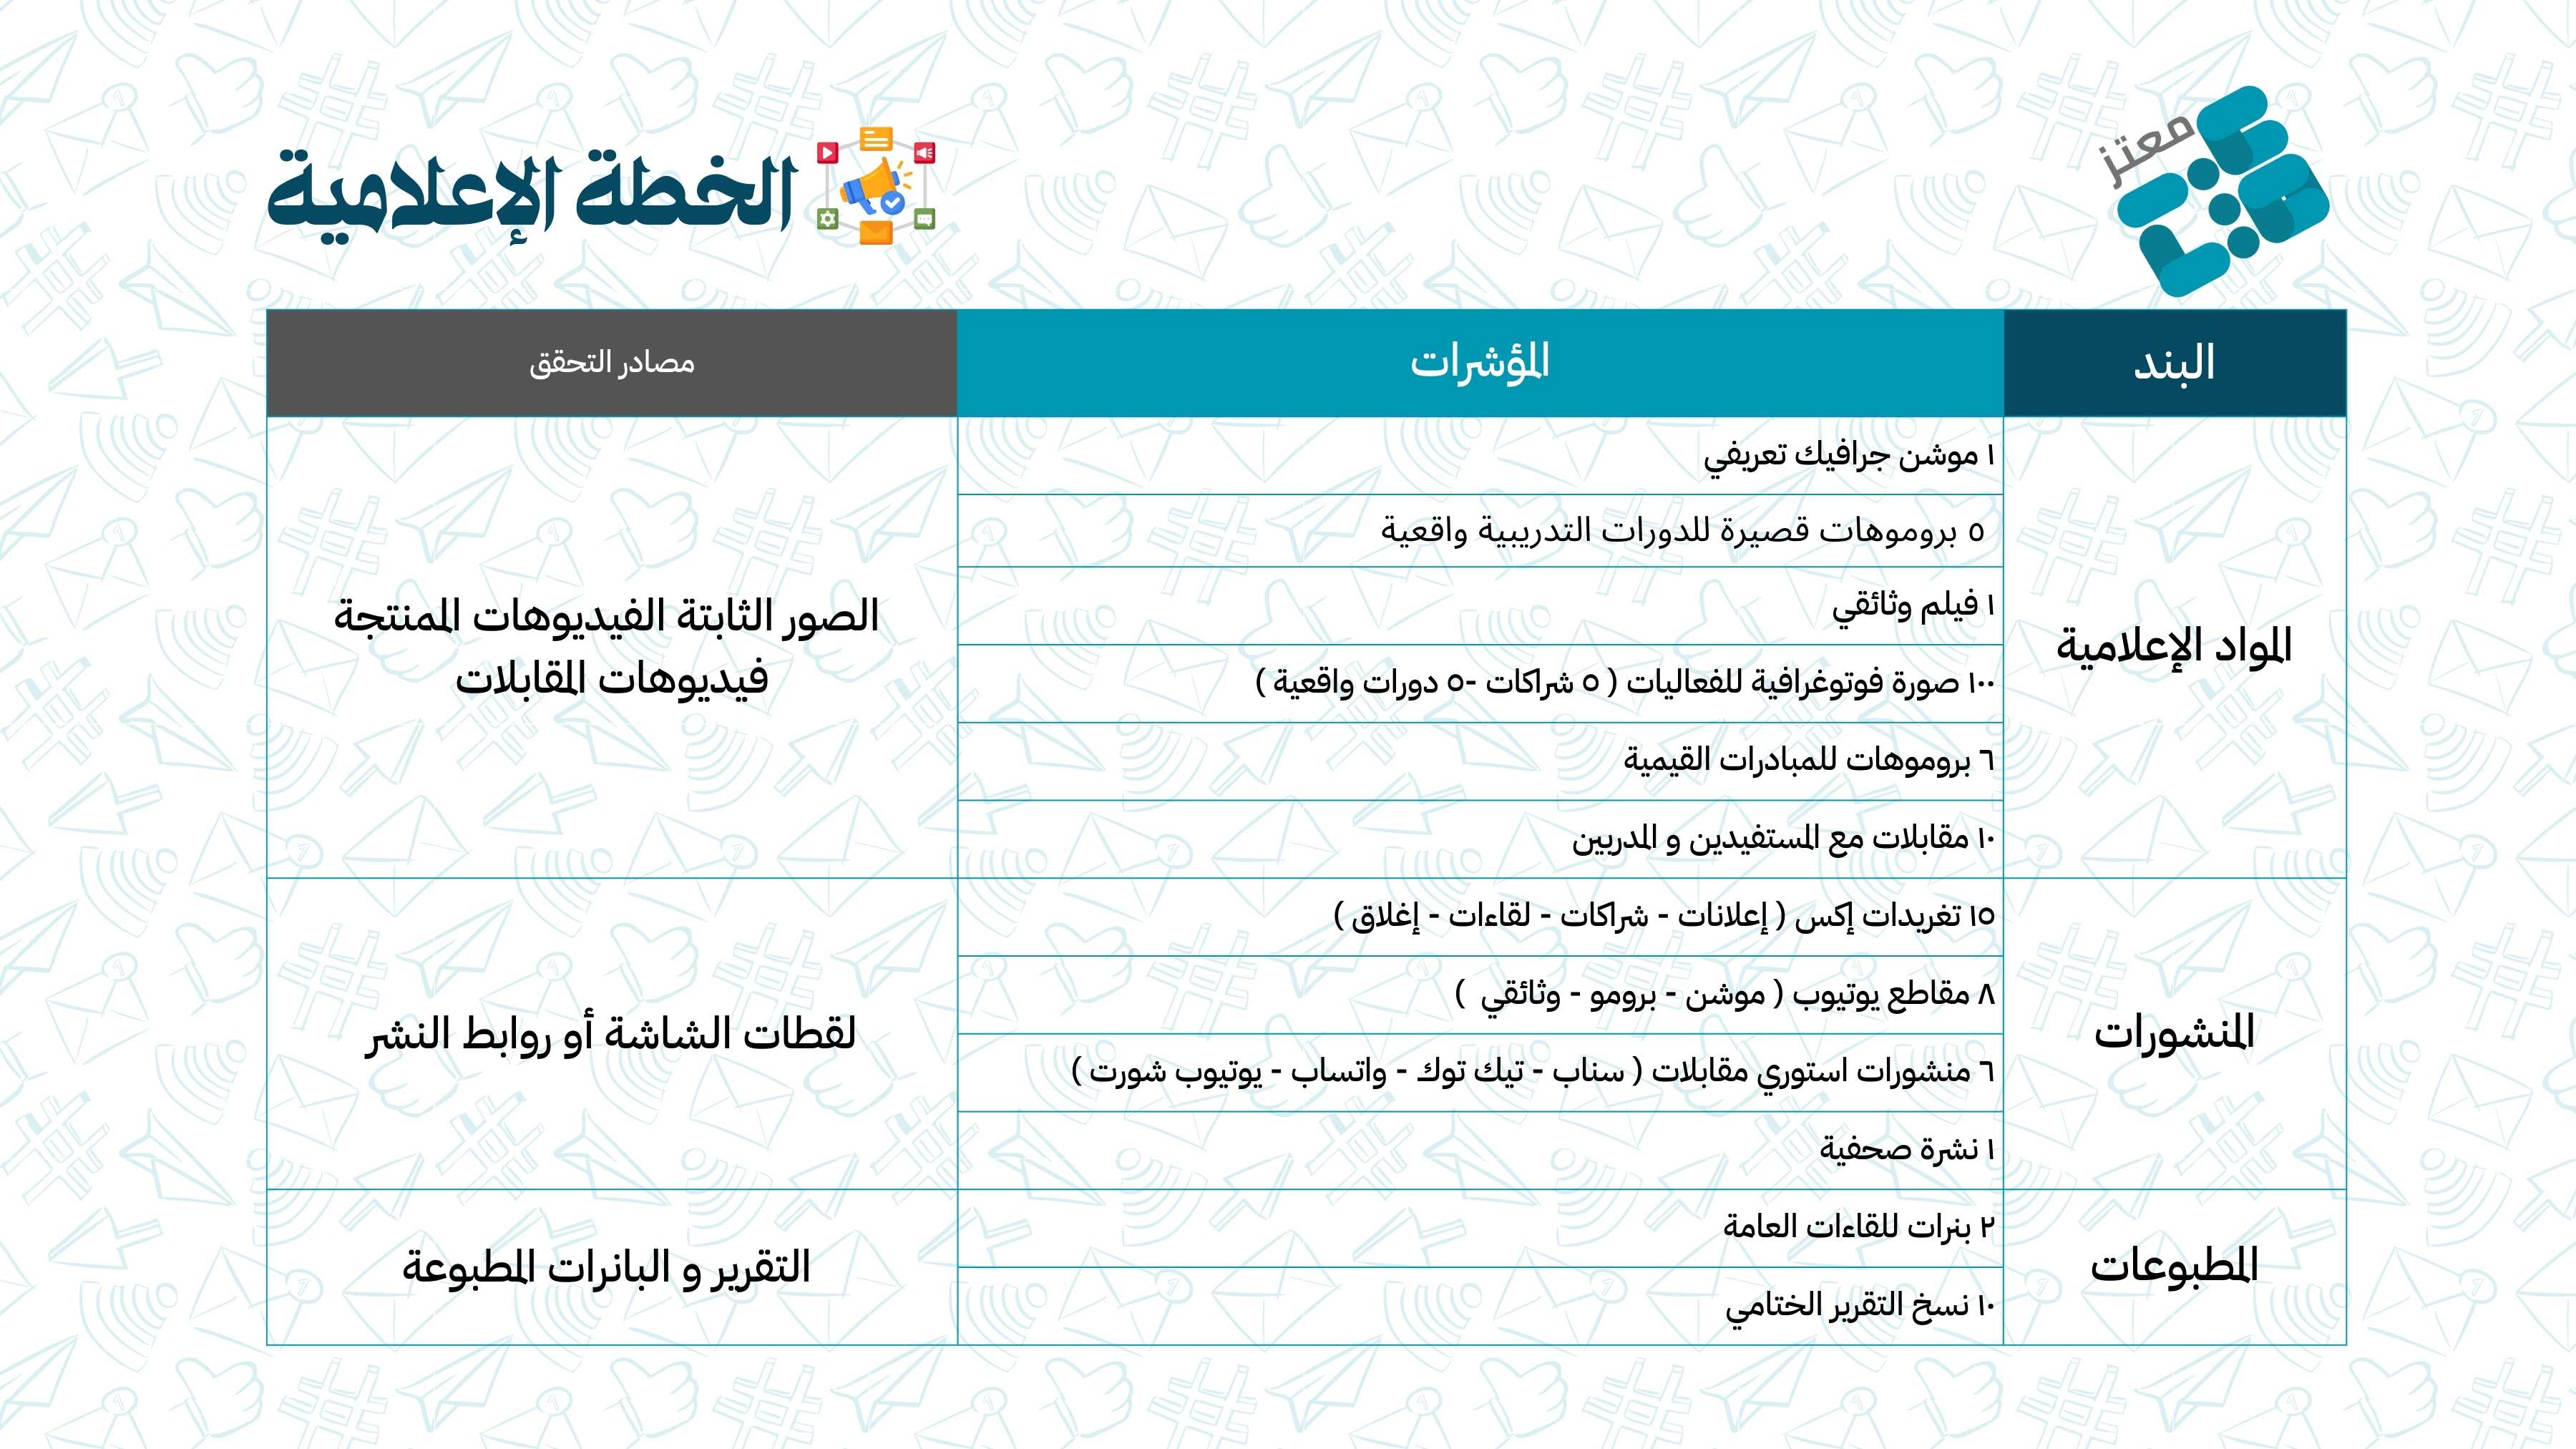 معتز
الخطة الإعلامية
البند
المؤشرات
مصادر التحقق
المواد الإعلامية
١ موشن جرافيك تعريفي
٥ بروموهات قصيرة للدورات التدريبية واقعية
١ فيلم وثائقي
١٠٠ صورة فوتوغرافية للفعاليات ( ٥ شراكات -٥ دورات واقعية )
٦ بروموهات للمبادرات القيمية
١٠ مقابلات مع المستفيدين و المدربين
الصور الثابتة الفيديوهات المنتجة
فيديوهات المقابلات
المنشورات
١٥ تغريدات إكس ( إعلانات - شراكات - لقاءات - إغلاق )
٨ مقاطع يوتيوب ( موشن - برومو - وثائقي )
٦ منشورات استوري مقابلات ( سناب - تيك توك - واتساب - يوتيوب شورت )
١ نشرة صحفية
لقطات الشاشة أو روابط النشر
المطبوعات
٢ بنرات للقاءات العامة
١٠ نسخ التقرير الختامي
التقرير و البانرات المطبوعة